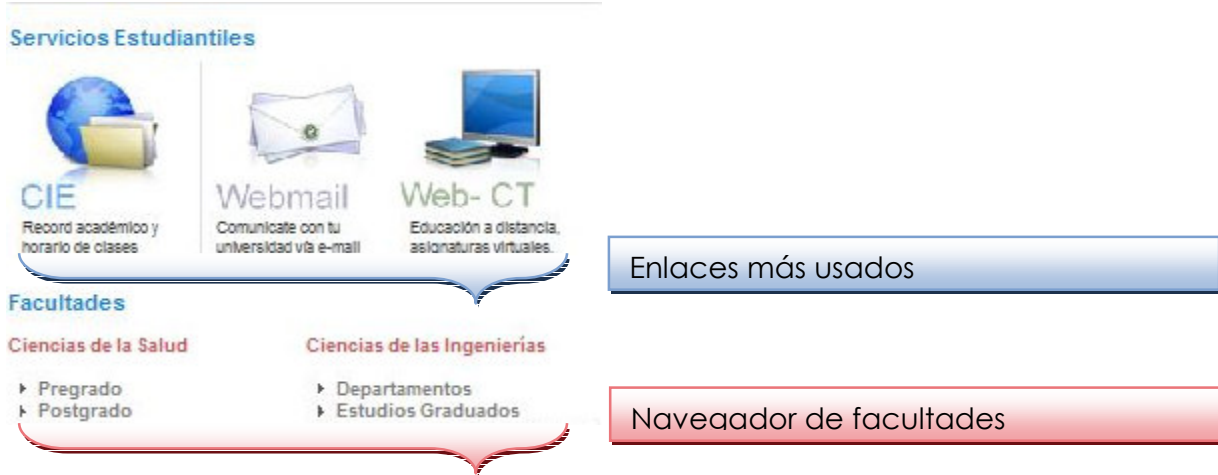 Servicios Estudiantiles
CIE
Record académico y
horario de clases
Webmail
Comunicate con tu
universidad vía e-mail
Web- CT
Educación a distancia,
asignaturas virtuales.
Enlaces más usados
Facultades
Ciencias de la Salud
Pregrado
Postgrado
Ciencias de las Ingenierías
Departamentos
Estudios Graduados
Navegador de facultades